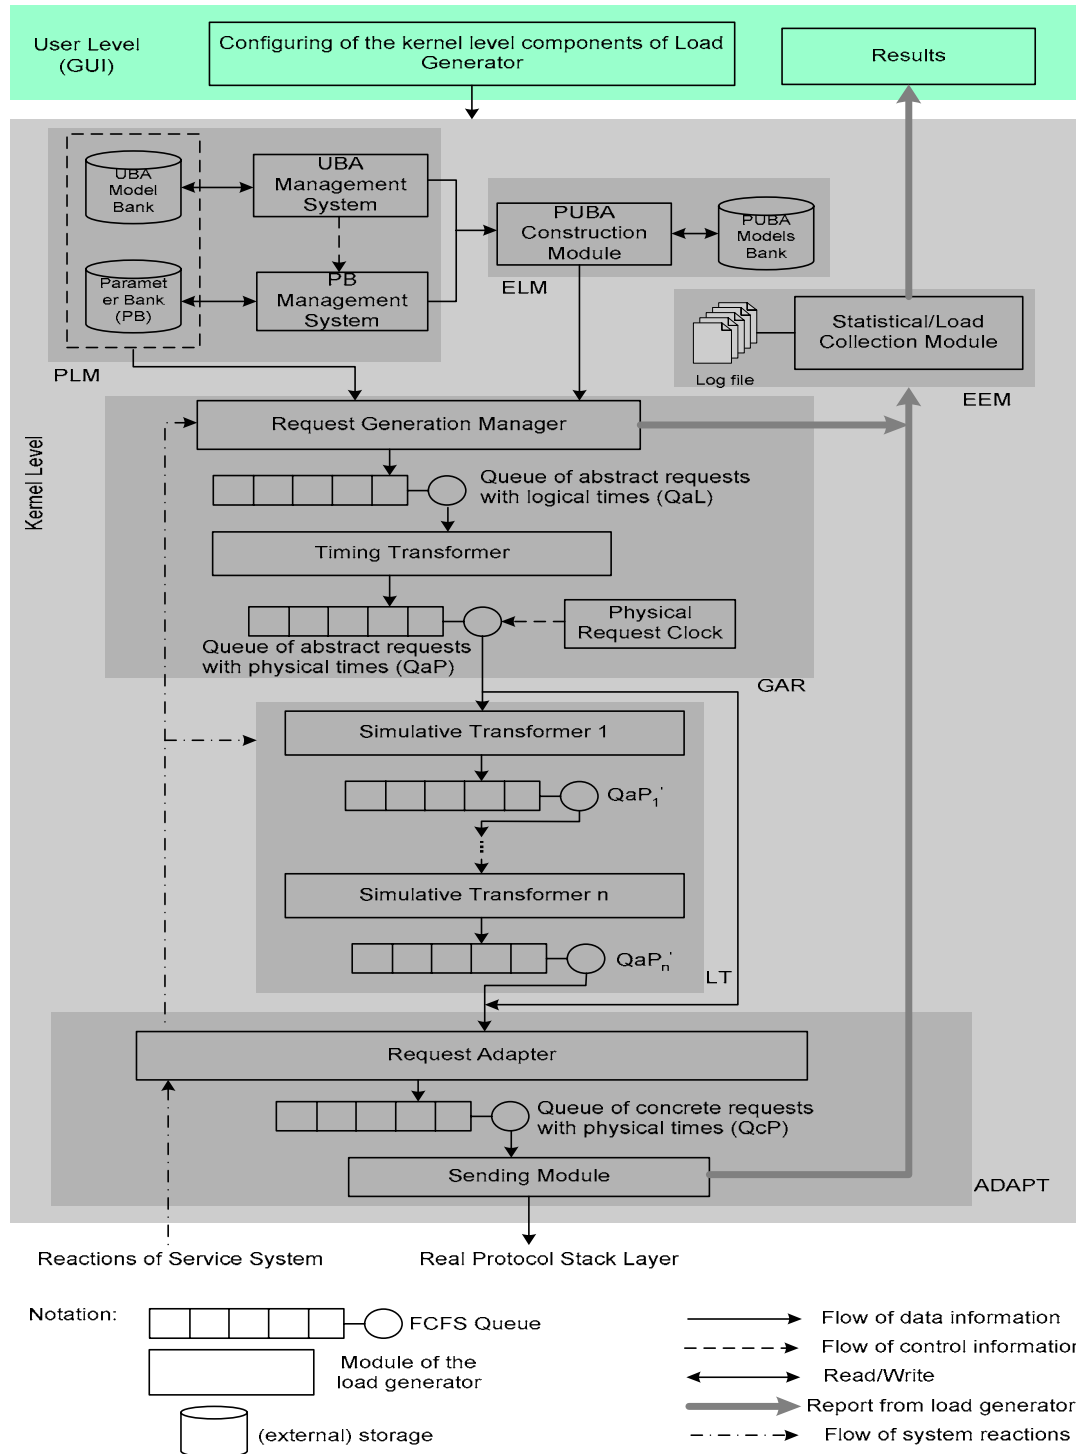 User Level
(GUI)
Configuring of the kernel level components of Load
Generator
Results
UBA
Model
Bank
UBA
Management
System
PUBA
Construction
Module
PUBA
Models
Bank
Paramet
er Bank
(PB)
PB
Management
System
ELM
PLM
Statistical/Load
Collection Module
Log file
EEM
Kernel Level
Request Generation Manager
Queue of abstract requests
with logical times (QaL)
Timing Transformer
Physical
Request Clock
Queue of abstract requests
with physical times (QaP)
GAR
Simulative Transformer 1
QaP1'
Simulative Transformer n
QaPn'
LT
Request Adapter
Queue of concrete requests
with physical times (QcP)
Sending Module
ADAPT
Reactions of Service System
Real Protocol Stack Layer
Notation:
FCFS Queue
Module of the
load generator
(external) storage
Flow of data information
Flow of control information
Read/Write
Report from load generator
Flow of system reactions